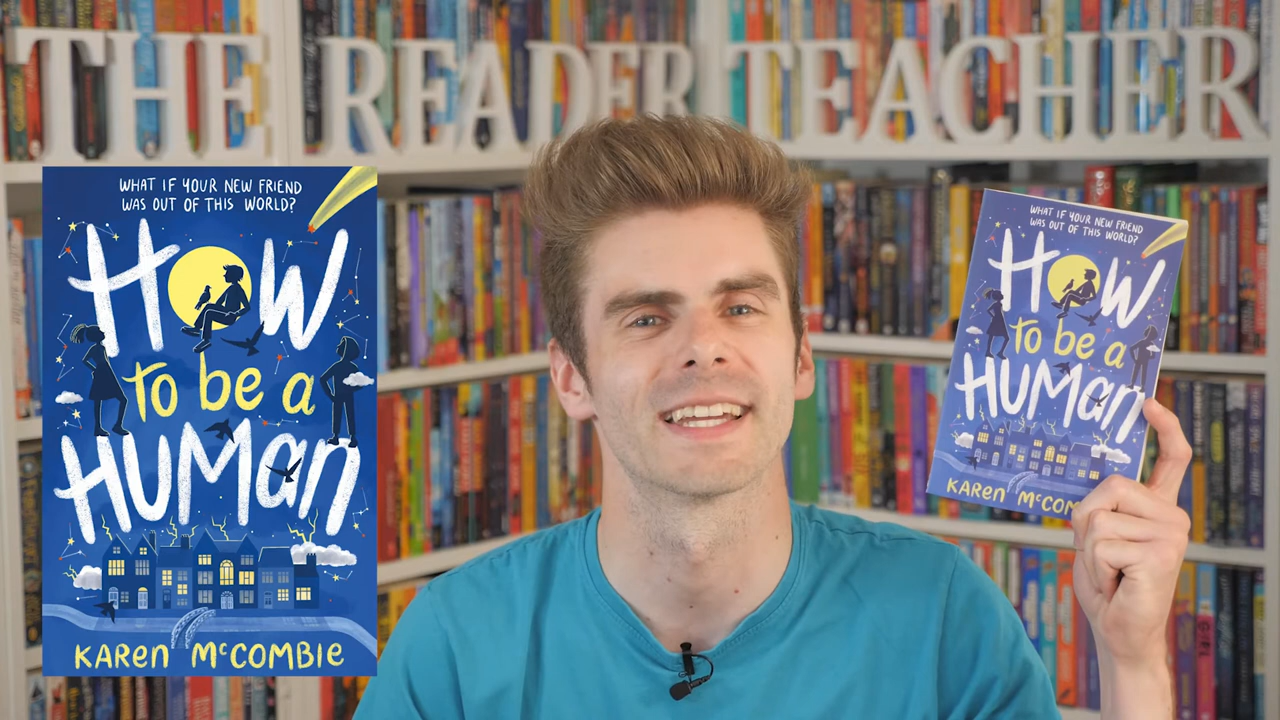 THE READER TEACHER
WHAT IF YOUR NEW FRIEND
WAS OUT OF THIS WORLD?
HOW
to be a
HUMan
KAREN McCOMBIE
WHAT IF YOUR NEW FRIEND
WAS OUT OF THIS WORLD?
HOW
to be a
HUMan
KAREN McCOM